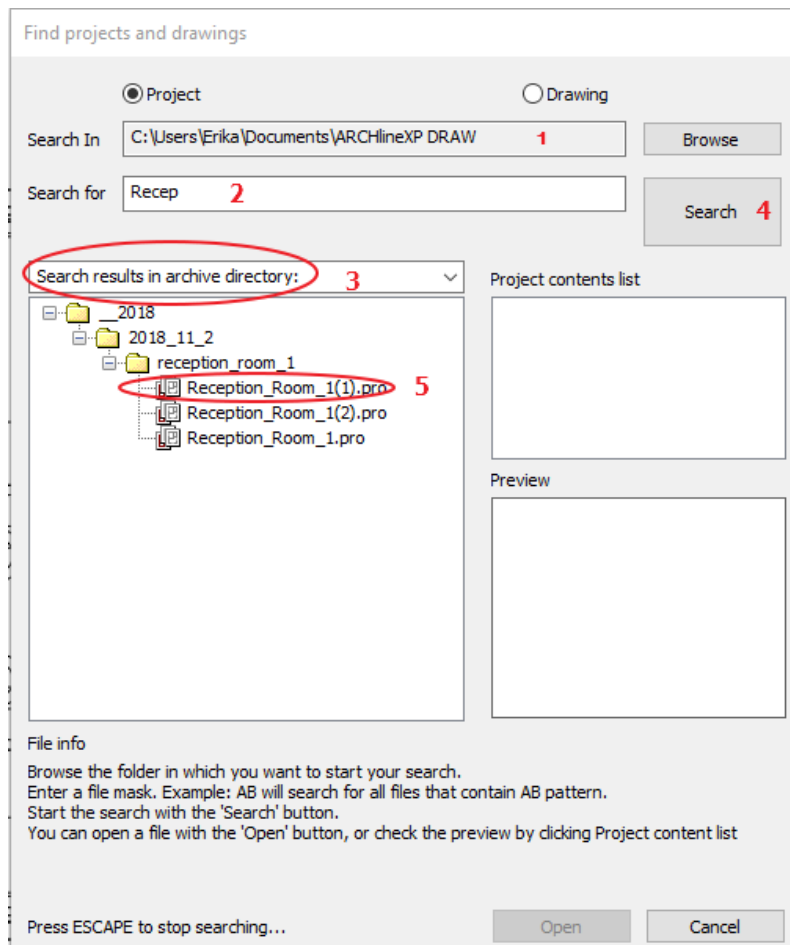 Find projects and drawings
Project
Drawing
Search In
C:\Users\Erika\Documents\ARCHlineXP DRAW
1
Browse
Search for
Recep
2
Search
4
Search results in archive directory:
3
Project contents list
__2018
2018_11_2
reception_room_1
Reception_Room_1(1).pro
5
Reception_Room_1(2).pro
Reception_Room_1.pro
Preview
File info
Browse the folder in which you want to start your search.
Enter a file mask. Example: AB will search for all files that contain AB pattern.
Start the search with the 'Search' button.
You can open a file with the 'Open' button, or check the preview by clicking Project content list
Press ESCAPE to stop searching...
Open
Cancel